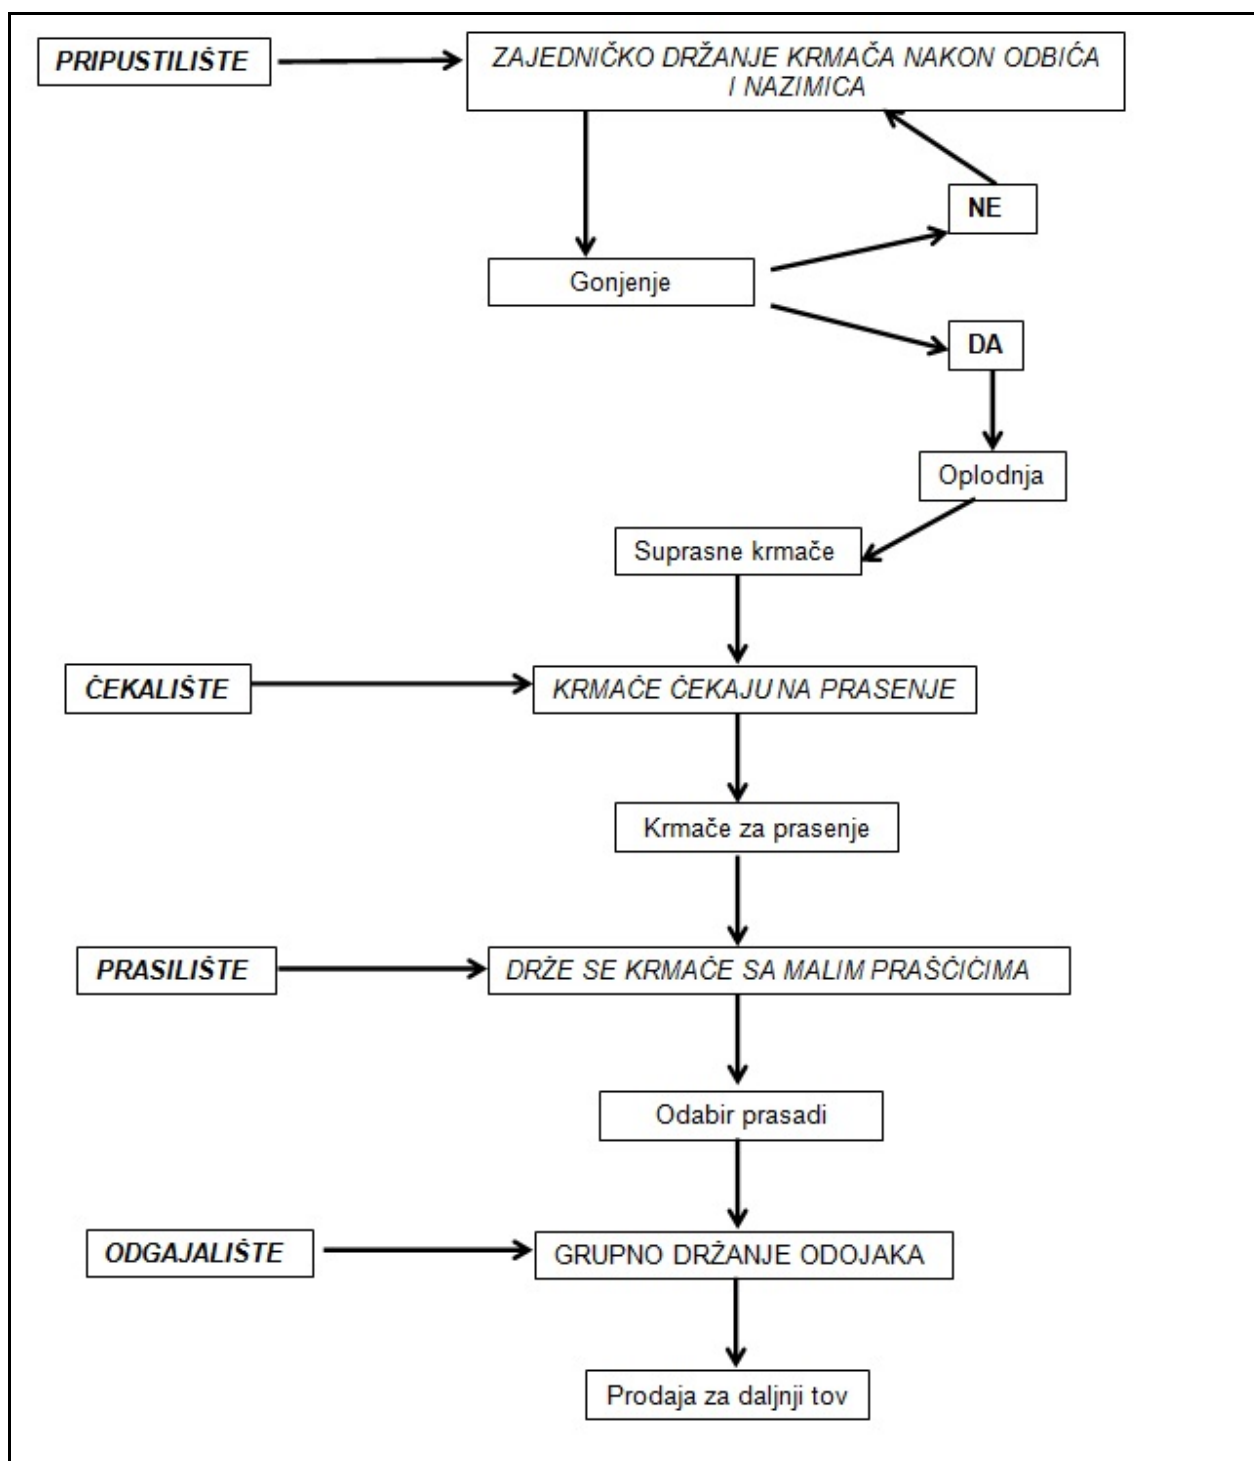 PRIPUSTILIŠTE
ZAJEDNIČKO DRŽANJE KRMAČA NAKON ODBIĆA
I NAZIMICA
NE
Gonjenje
DA
Oplodnja
Suprasne krmače
ČEKALIŠTE
KRMAČE ČEKAJU NA PRASENJE
Krmače za prasenje
PRASILIŠTE
DRŽE SE KRMAČE SA MALIM PRAŠČIĆIMA
Odabir prasadi
ODGAJALIŠTE
GRUPNO DRŽANJE ODOJAKA
Prodaja za daljnji tov